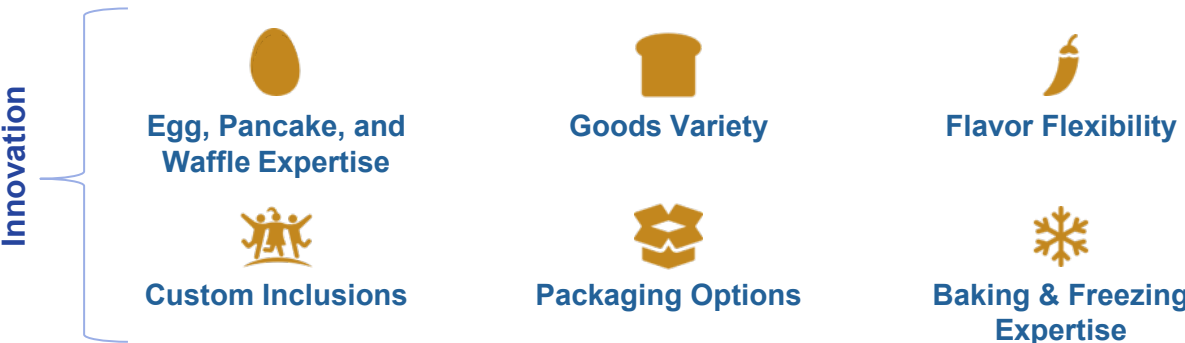 Innovation
Egg, Pancake, and
Waffle Expertise
Goods Variety
Flavor Flexibility
Custom Inclusions
Packaging Options
Baking & Freezing
Expertise